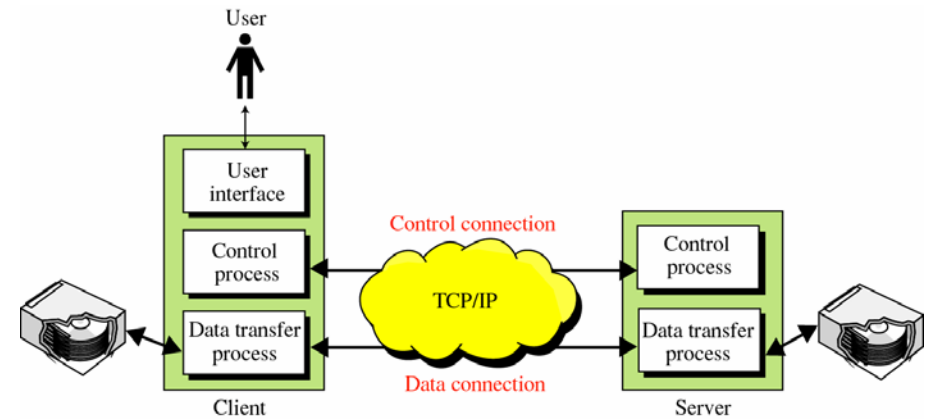 User
User
interface
Control connection
Control
process
Control
process
TCP/IP
Data transfer
process
Data transfer
process
Data connection
Client
Server